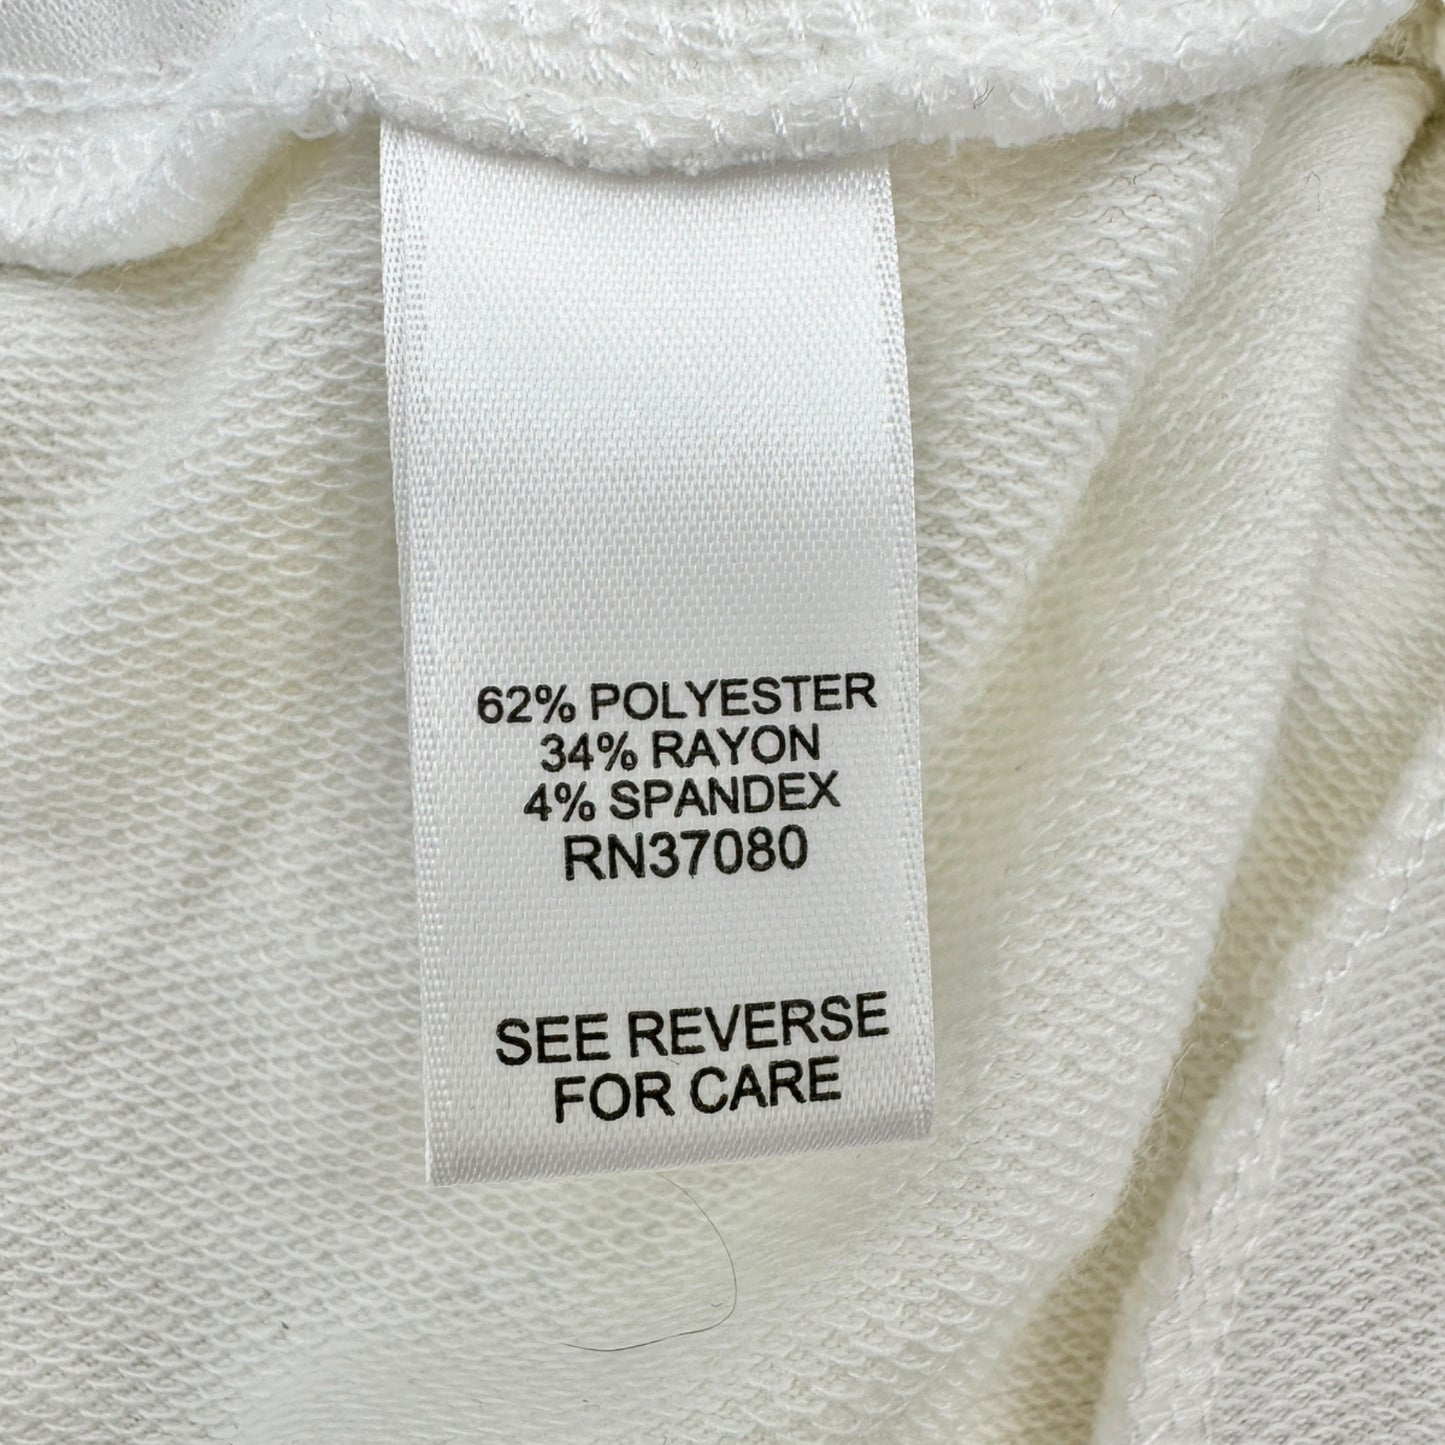 62% POLYESTER
34% RAYON
4% SPANDEX
RN37080
SEE REVERSE
FOR CARE